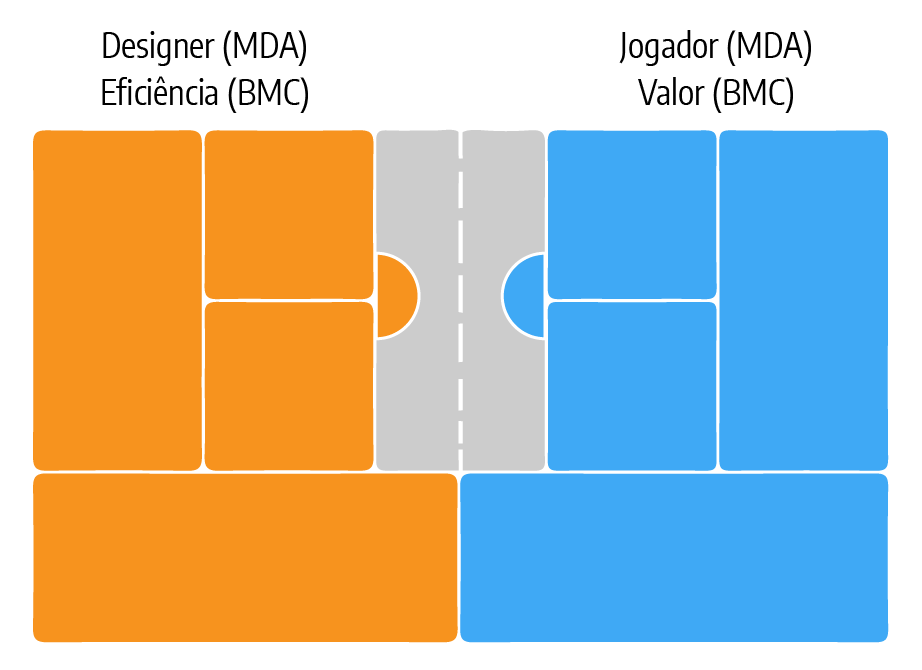 Designer (MDA)
Eficiência (BMC)
Jogador (MDA)
Valor (BMC)